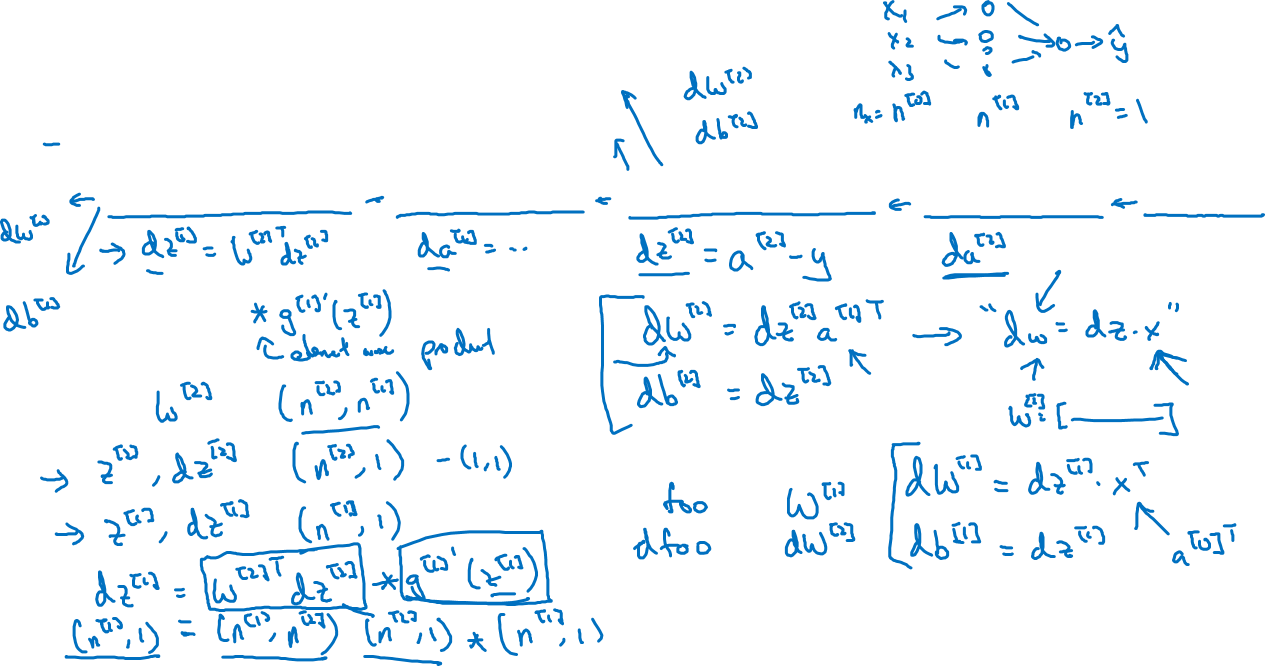 x₁ → o
x₂ o → o → ŷ
x₃
nₓ = n^[0] n^[1] n^[2] = 1
dW^[2]
db^[2]
dW^[1]
db^[1]
→ dz^[1] = W^[2]T dz^[2]
* g^[1]′(z^[1])
element wise product
da^[1] = ..
dz^[2] = a^[2] - y
da^[2]
dW^[2] = dz^[2] a^[1]T → "dw = dz · x"
db^[2] = dz^[2]
W^[2] (n^[2], n^[1])
W^[2]: [———]
→ z^[2], dz^[2] (n^[2], 1) - (1,1)
→ z^[1], dz^[1] (n^[1], 1)
foo W^[1]
dfoo dW^[2]
dW^[1] = dz^[1] · x^T
db^[1] = dz^[1] a^[0]T
dz^[1] = W^[2]T dz^[2] * g^[1]′(z^[1])
(n^[1], 1) = (n^[1], n^[2]) (n^[2], 1) * (n^[1], 1)